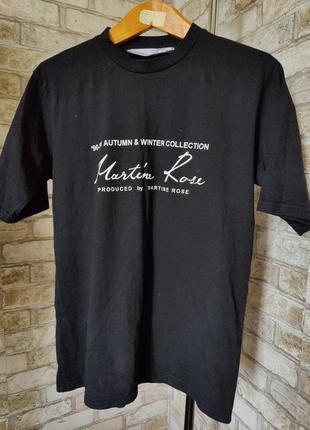 AUTUMN & WINTER COLLECTION
Martine Rose
PRODUCED by MARTINE ROSE